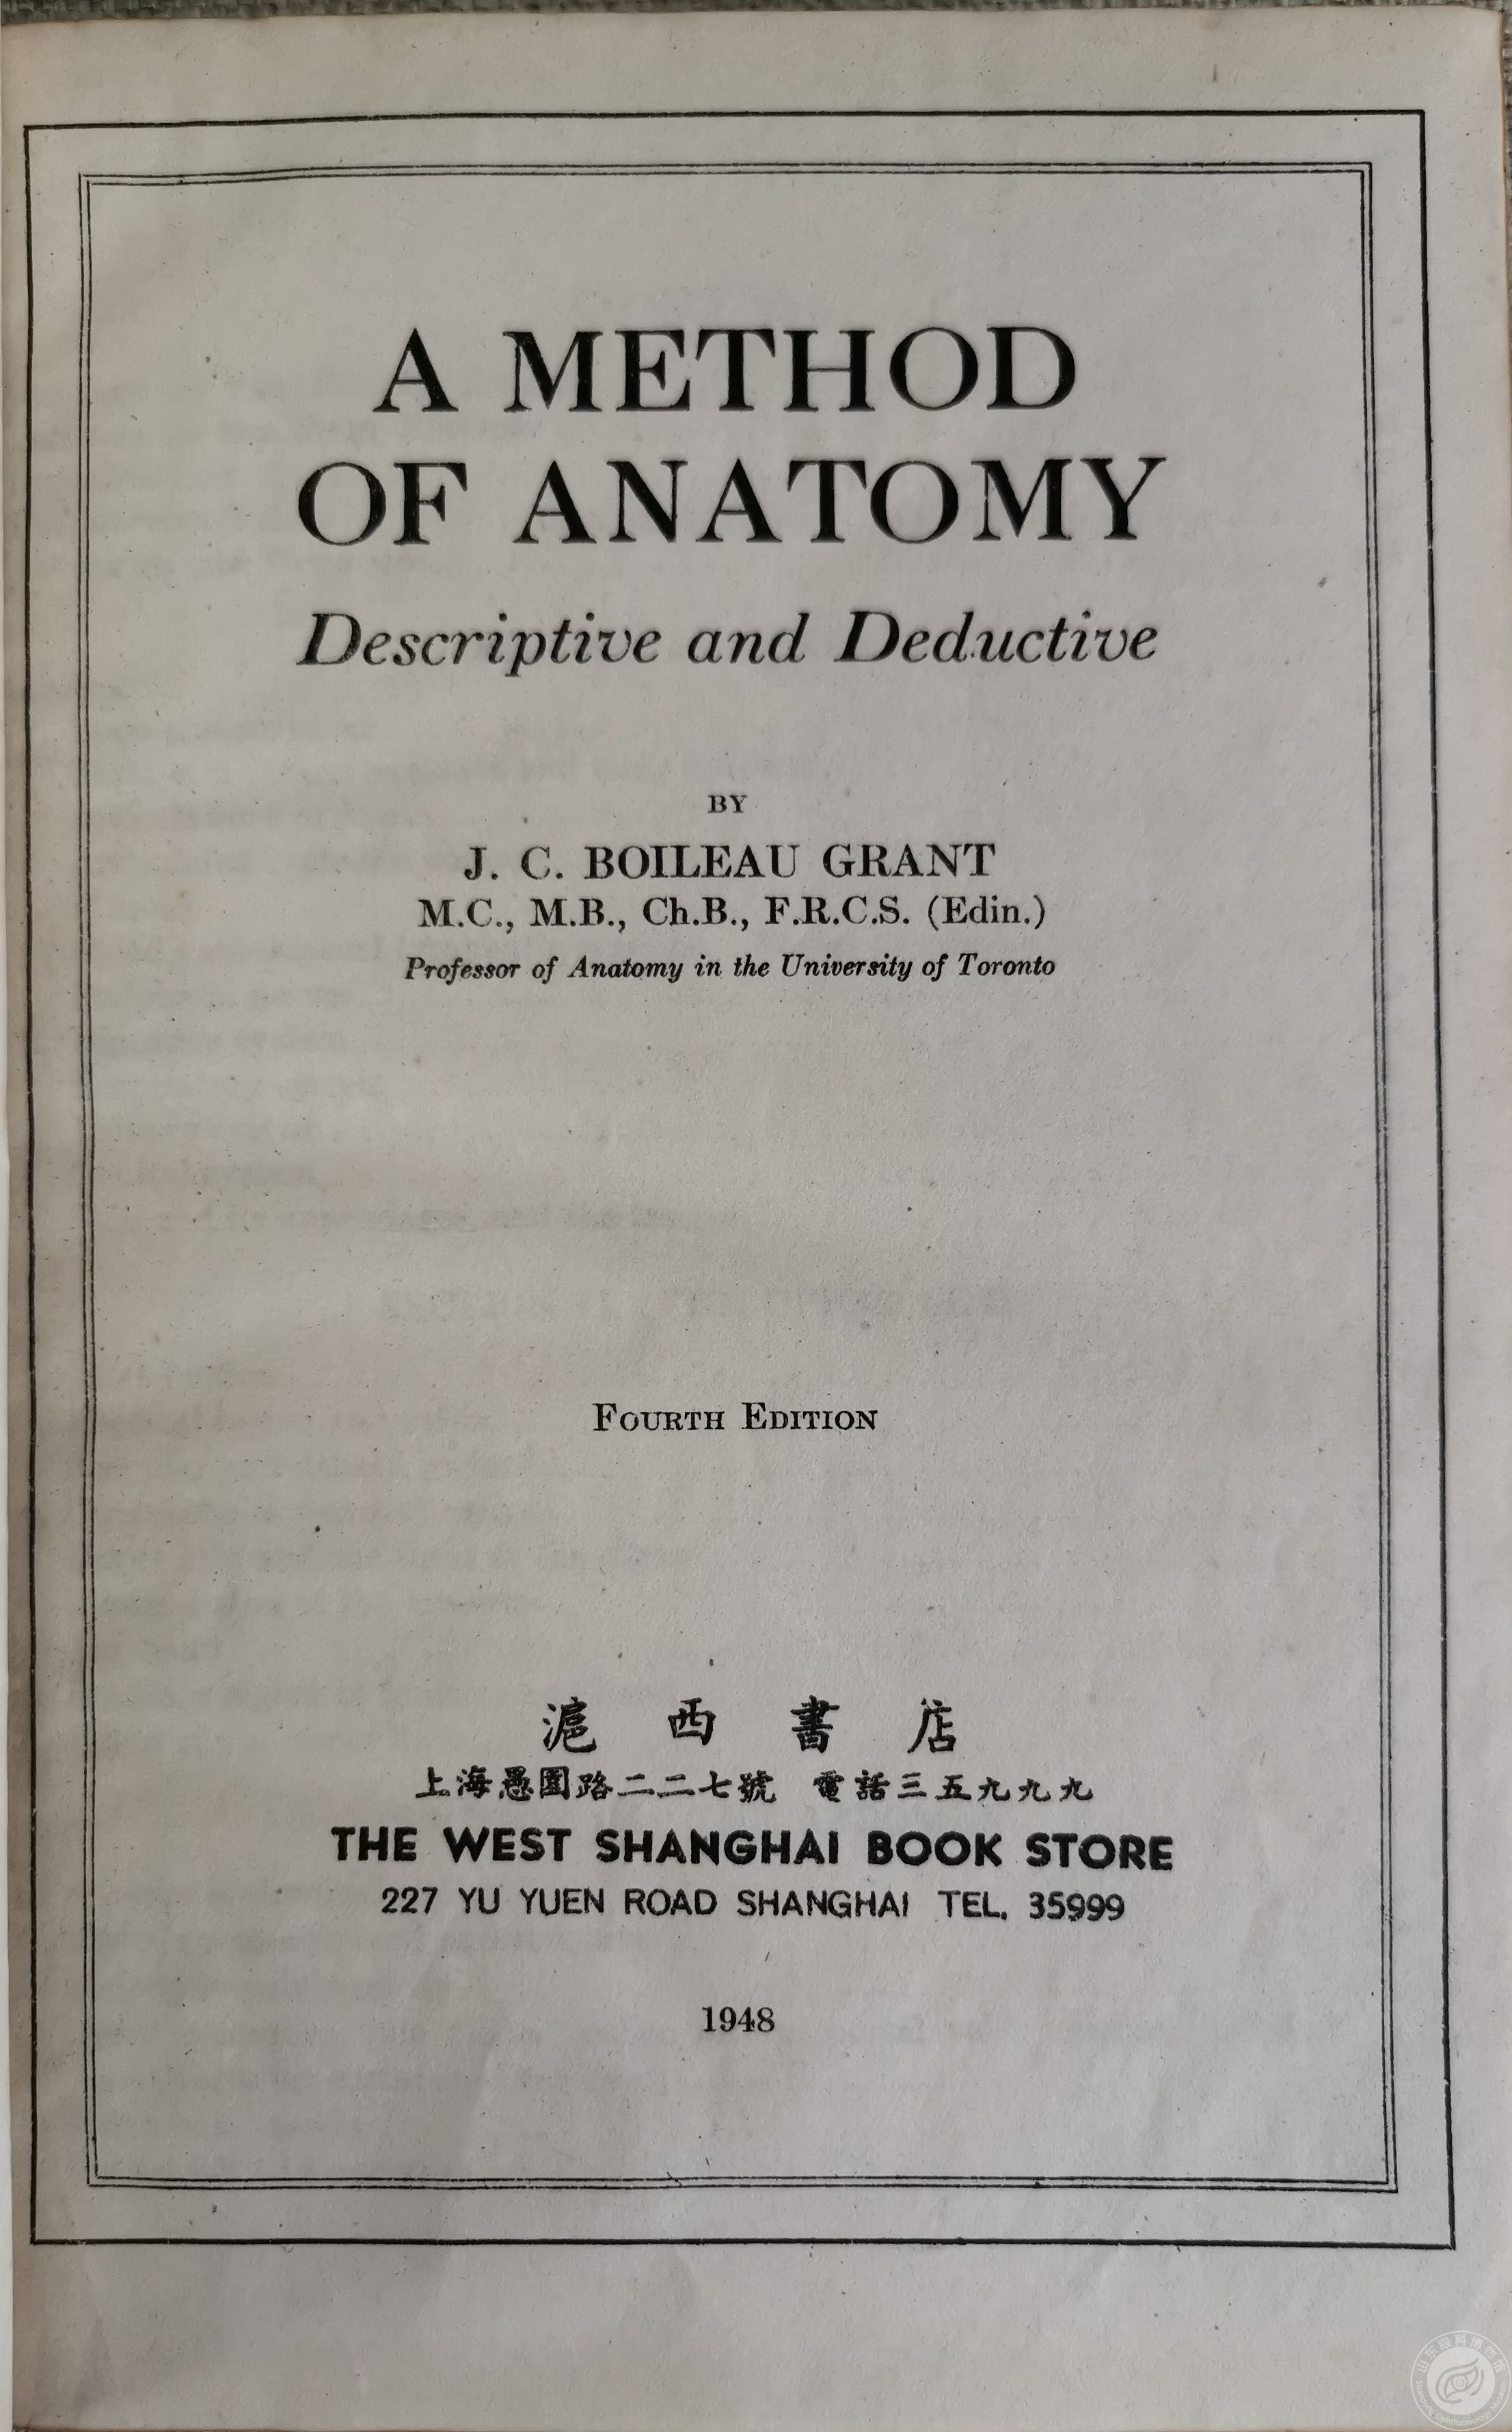 A METHOD
OF ANATOMY
Descriptive and Deductive
BY
J. C. BOILEAU GRANT
M.C., M.B., Ch.B., F.R.C.S. (Edin.)
Professor of Anatomy in the University of Toronto
FOURTH EDITION
滬西書店
上海愚園路二二七號 電話三五九九九
THE WEST SHANGHAI BOOK STORE
227 YU YUEN ROAD SHANGHAI TEL. 35999
1948